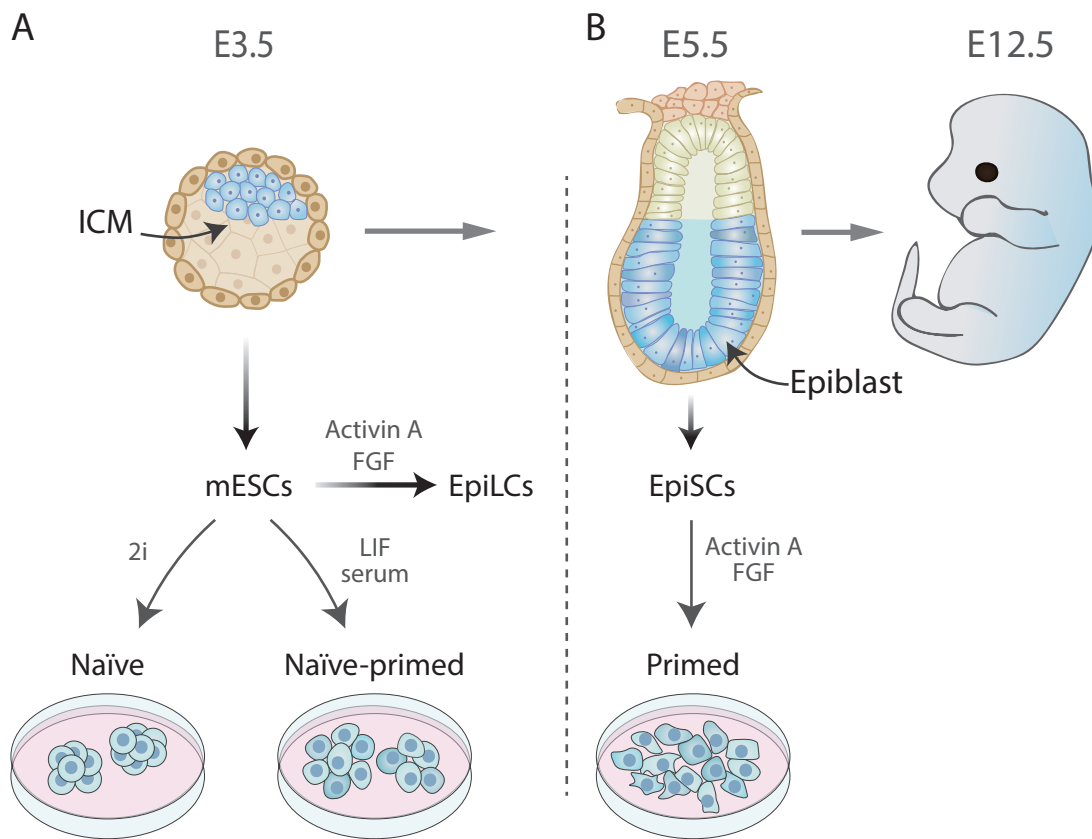 A
E3.5
ICM
mESCs
Activin A
FGF
EpiLCs
2i
LIF
serum
Naïve
Naïve-primed
B
E5.5
E12.5
Epiblast
EpiSCs
Activin A
FGF
Primed